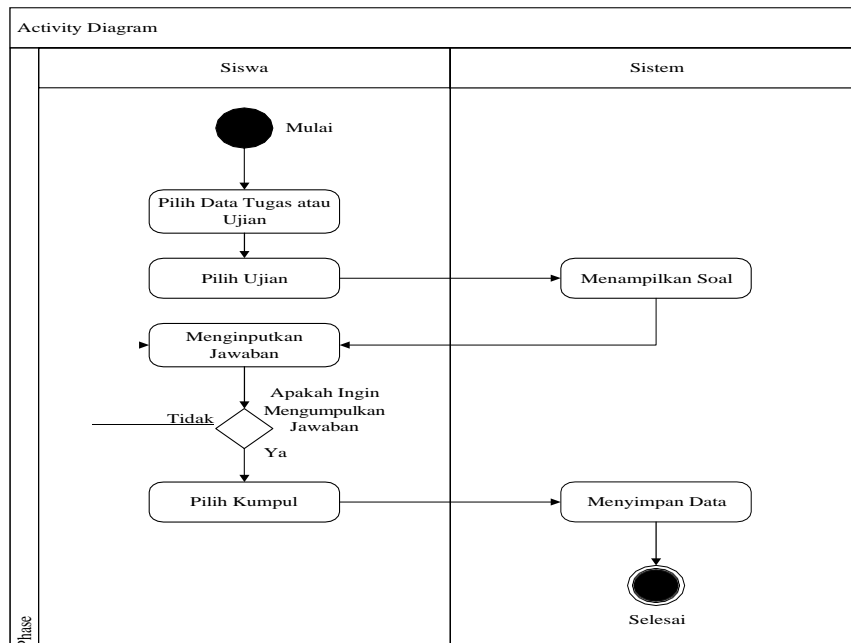 Activity Diagram
Siswa
Sistem
Mulai
Pilih Data Tugas atau
Ujian
Pilih Ujian
Menampilkan Soal
Menginputkan
Jawaban
Apakah Ingin
Mengumpulkan
Jawaban
Tidak
Ya
Pilih Kumpul
Menyimpan Data
Selesai
Phase